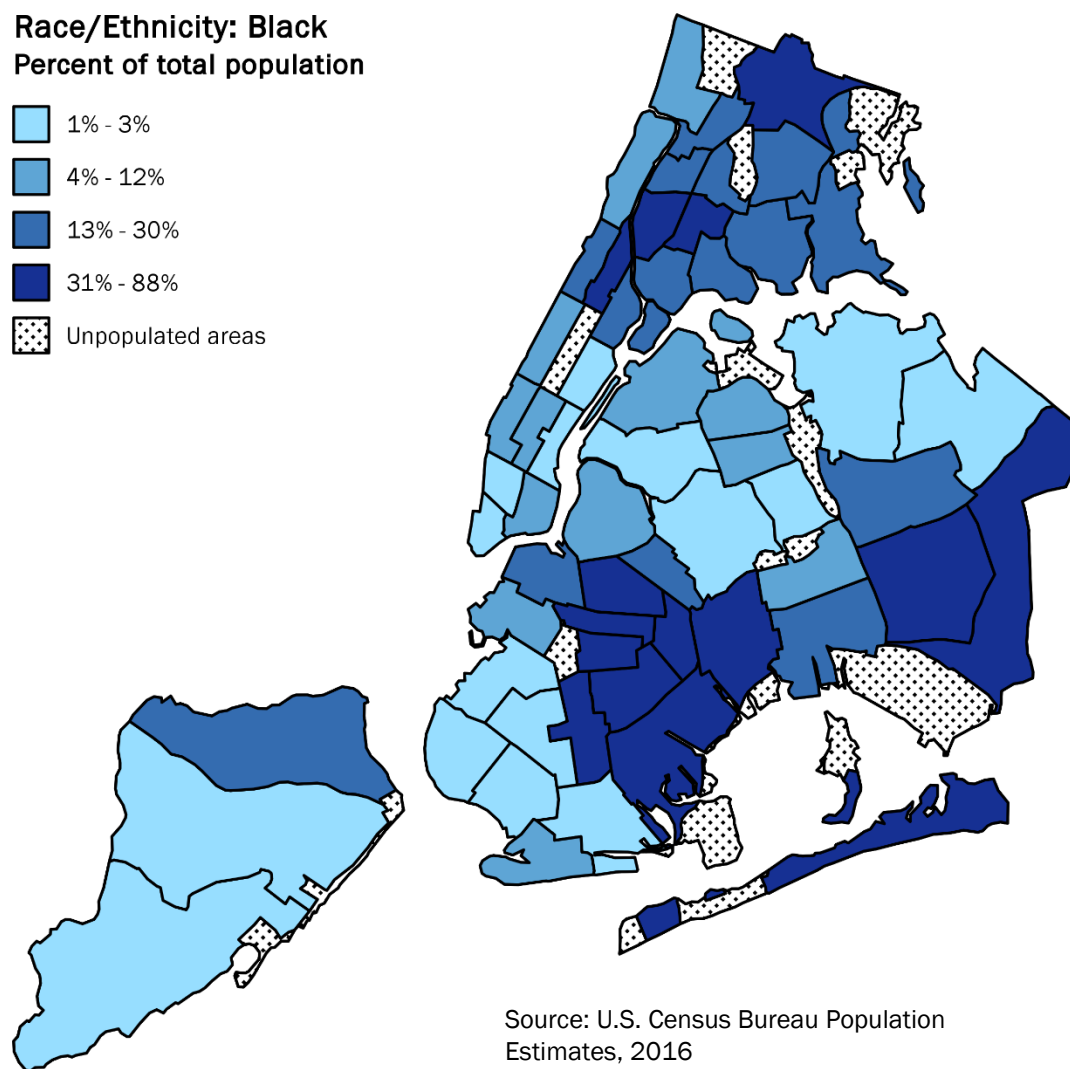 Race/Ethnicity: Black
Percent of total population
1% - 3%
4% - 12%
13% - 30%
31% - 88%
Unpopulated areas
Source: U.S. Census Bureau Population
Estimates, 2016